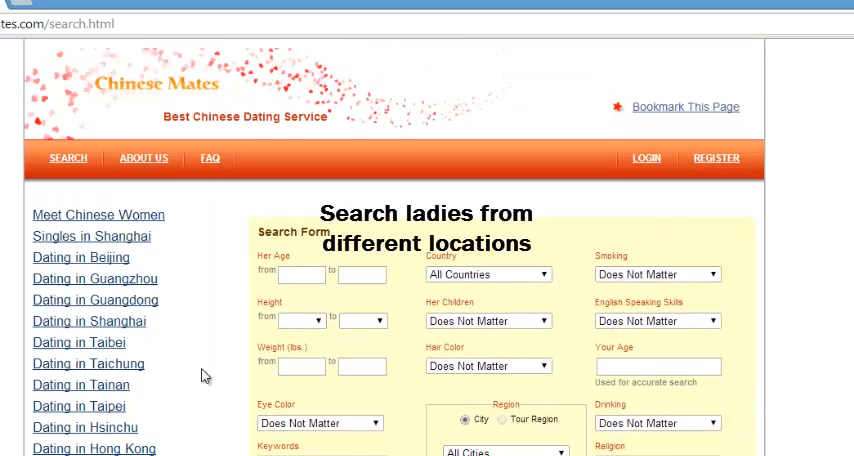 tes.com/search.html
Chinese Mates
Best Chinese Dating Service
Bookmark This Page
SEARCH ABOUT US FAQ LOGIN REGISTER
Meet Chinese Women
Singles in Shanghai
Dating in Beijing
Dating in Guangzhou
Dating in Guangdong
Dating in Shanghai
Dating in Taibei
Dating in Taichung
Dating in Tainan
Dating in Taipei
Dating in Hsinchu
Dating in Hong Kong
Search ladies from
different locations
Search Form
Her Age Country Smoking
from to All Countries Does Not Matter
Height Her Children English Speaking Skills
from to Does Not Matter Does Not Matter
Weight (lbs.) Hair Color Your Age
from to Does Not Matter
Used for accurate search
Eye Color Region Drinking
Does Not Matter City Tour Region Does Not Matter
Keywords Religion
All Cities